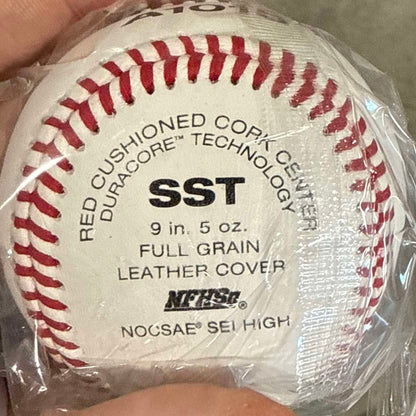 RED CUSHIONED CORK CENTER
DURACORE™ TECHNOLOGY
SST
9 in. 5 oz.
FULL GRAIN
LEATHER COVER
NFHS®
NOCSAE® SEI HIGH